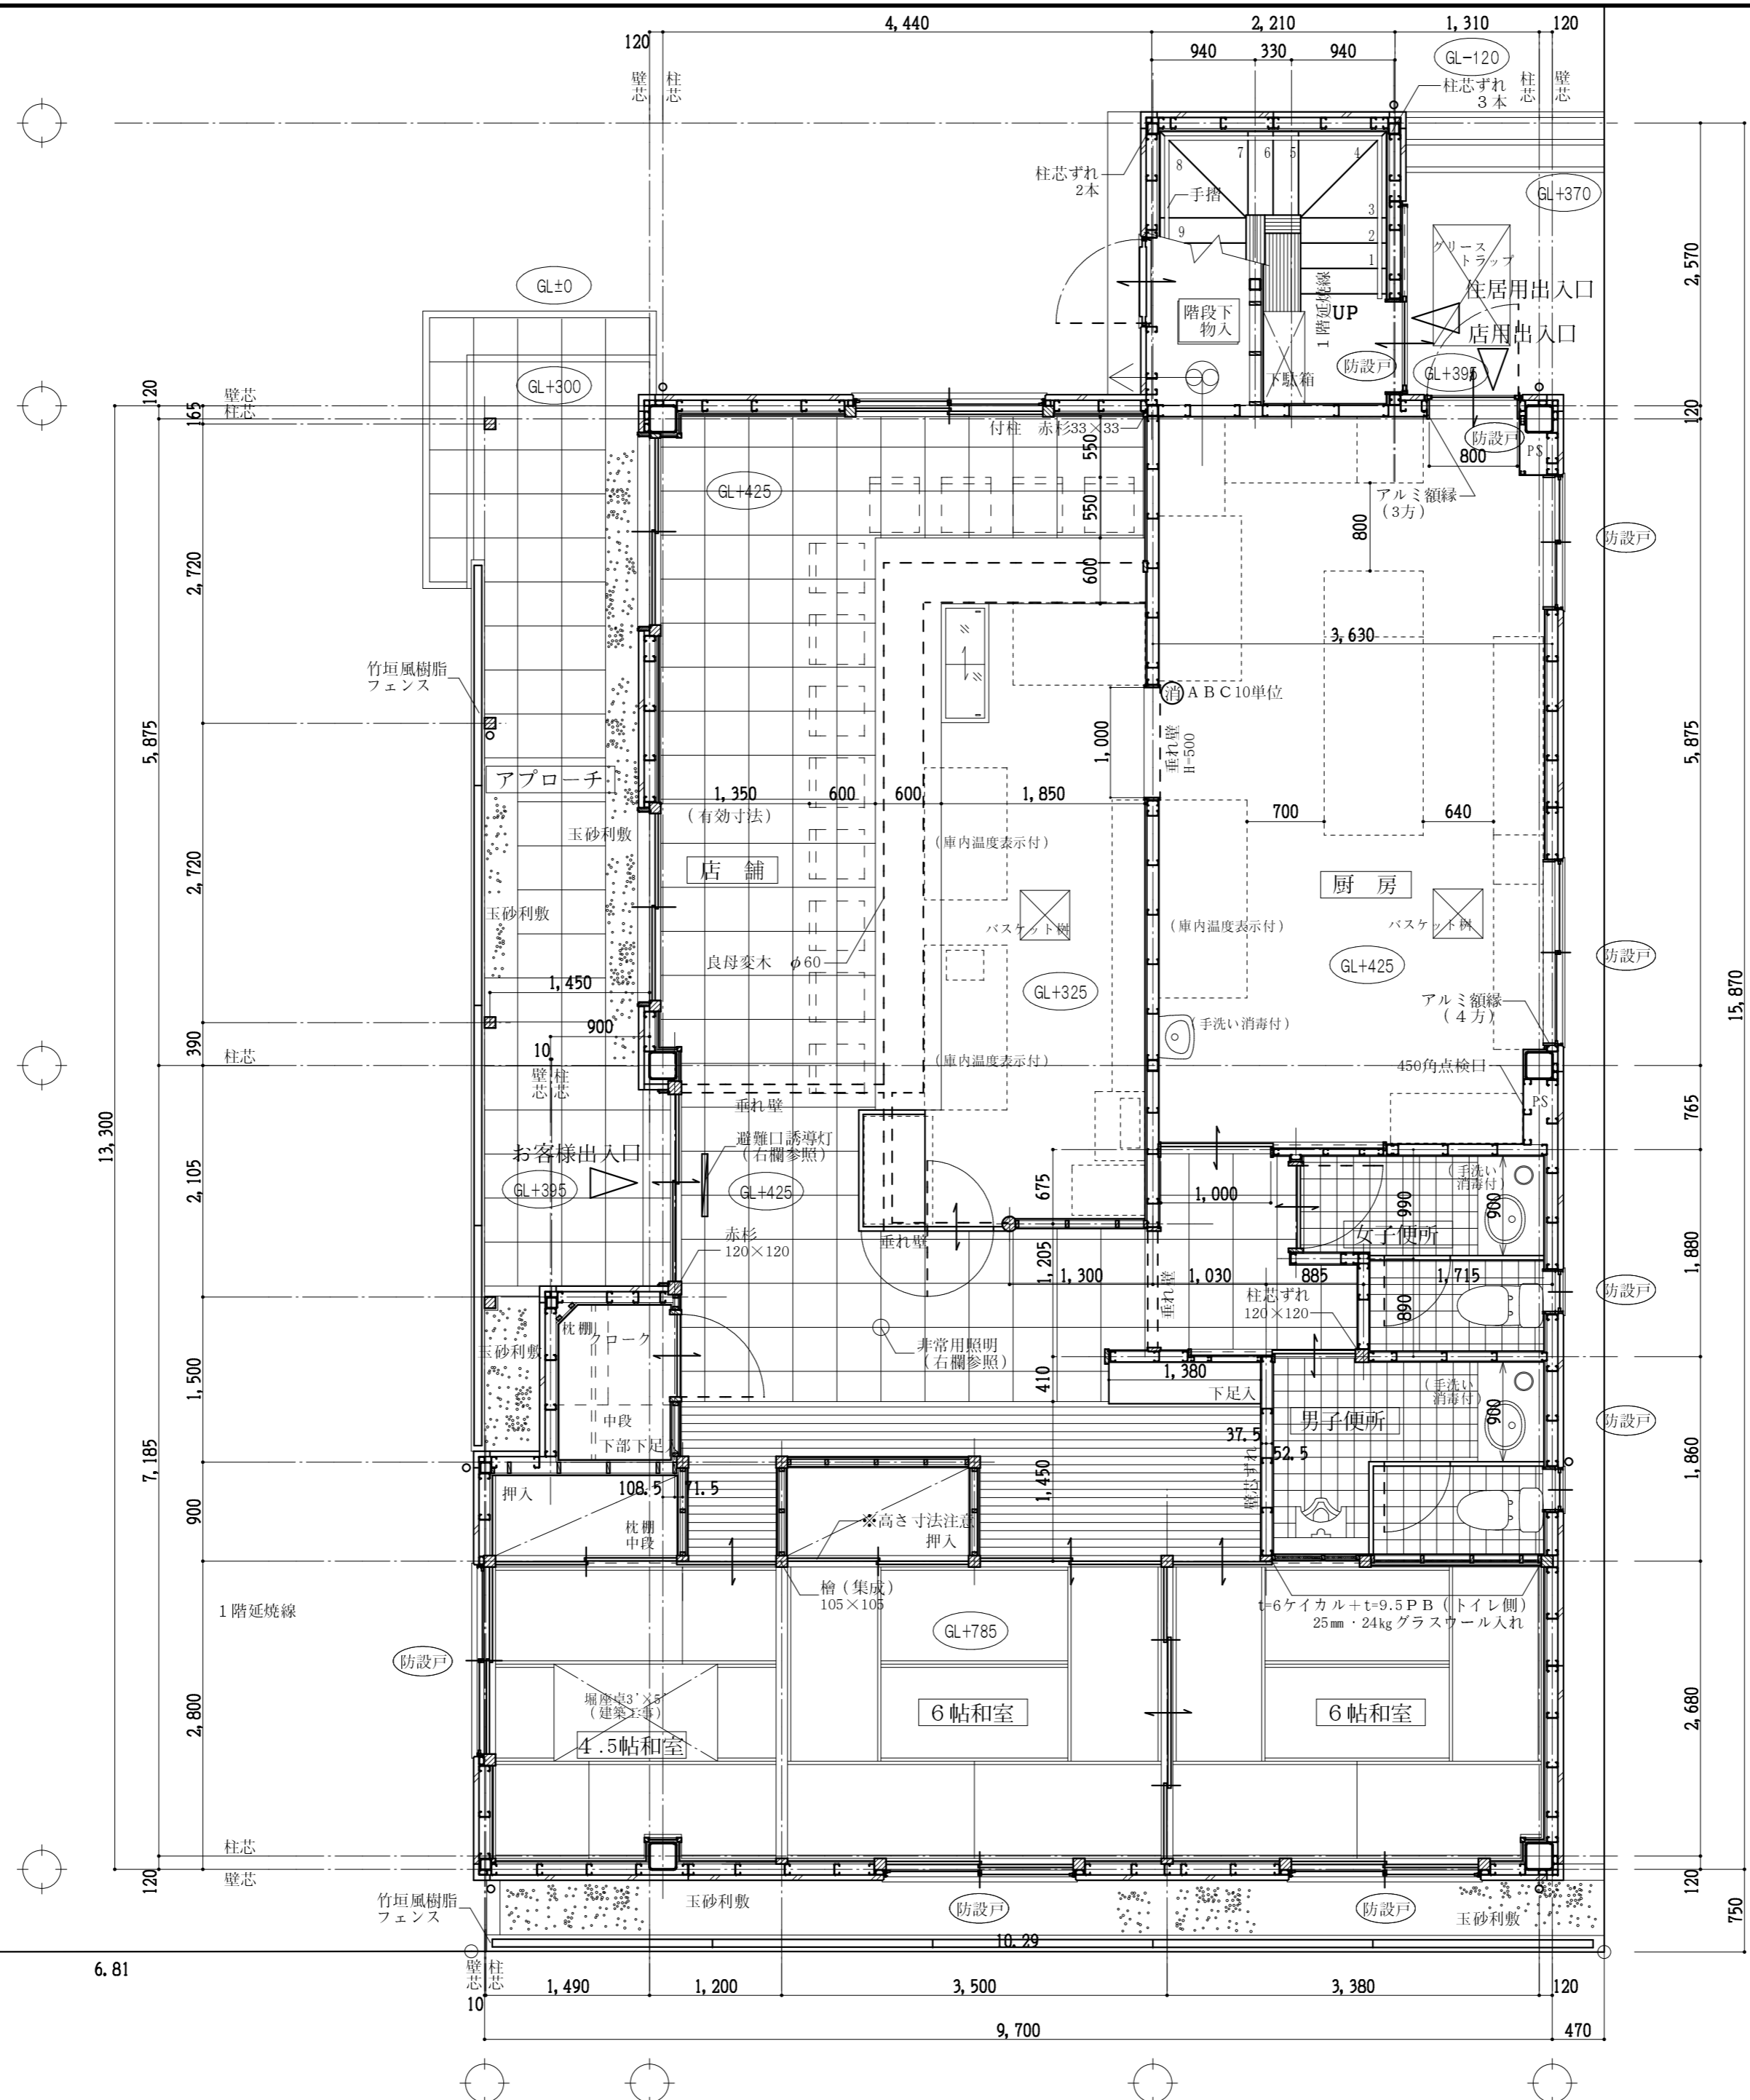 4,440
2,210
1,310
120
120
940
330
940
GL-120
壁芯
柱芯
柱芯ずれ
3本
柱芯
壁芯
柱芯ずれ
2本
手摺
8
7
6
5
4
3
2
1
9
GL+370
グリース
トラップ
2,570
住居用出入口
店用出入口
階段下
物入
1階延焼線
UP
下駄箱
防設戸
GL+395
GL±0
GL+300
120
165
壁芯
柱芯
付柱 赤杉33×33
防設戸
800
PS
120
GL+425
550
550
600
800
アルミ額縁
(3方)
防設戸
2,720
竹垣風樹脂
フェンス
3,630
消
ABC10単位
5,875
1,000
垂れ壁
H=500
5,875
アプローチ
玉砂利敷
1,350
(有効寸法)
600
600
1,850
700
640
(庫内温度表示付)
店 舗
厨 房
2,720
玉砂利敷
バスケット桝
(庫内温度表示付)
バスケット桝
良母変木 φ60
GL+325
GL+425
防設戸
1,450
アルミ額縁
(4方)
15,870
900
(手洗い消毒付)
390
柱芯
10
壁芯
柱芯
(庫内温度表示付)
450角点検口
PS
765
13,300
垂れ壁
避難口誘導灯
(右欄参照)
お客様出入口
GL+395
GL+425
2,105
675
1,000
990
(手洗い
消毒付)
900
女子便所
1,880
赤杉
120×120
垂れ壁
1,205
1,300
垂れ壁
1,030
885
1,715
柱芯ずれ
120×120
890
防設戸
枕棚
クローク
玉砂利敷
非常用照明
(右欄参照)
1,500
410
1,380
下足入
(手洗い
消毒付)
900
男子便所
防設戸
中段
下部下足入
7,185
37.5
52.5
壁芯ずれ
1,860
108.5
71.5
1,450
押入
枕棚
中段
※高さ寸法注意
押入
900
檜(集成)
105×105
1階延焼線
t=6ケイカル+t=9.5PB(トイレ側)
25㎜・24kgグラスウール入れ
GL+785
防設戸
堀座卓3'×5'
(建築工事)
4.5帖和室
6帖和室
6帖和室
2,800
2,680
柱芯
壁芯
120
120
竹垣風樹脂
フェンス
玉砂利敷
防設戸
防設戸
玉砂利敷
750
10.29
6.81
壁芯
柱芯
10
1,490
1,200
3,500
3,380
120
9,700
470